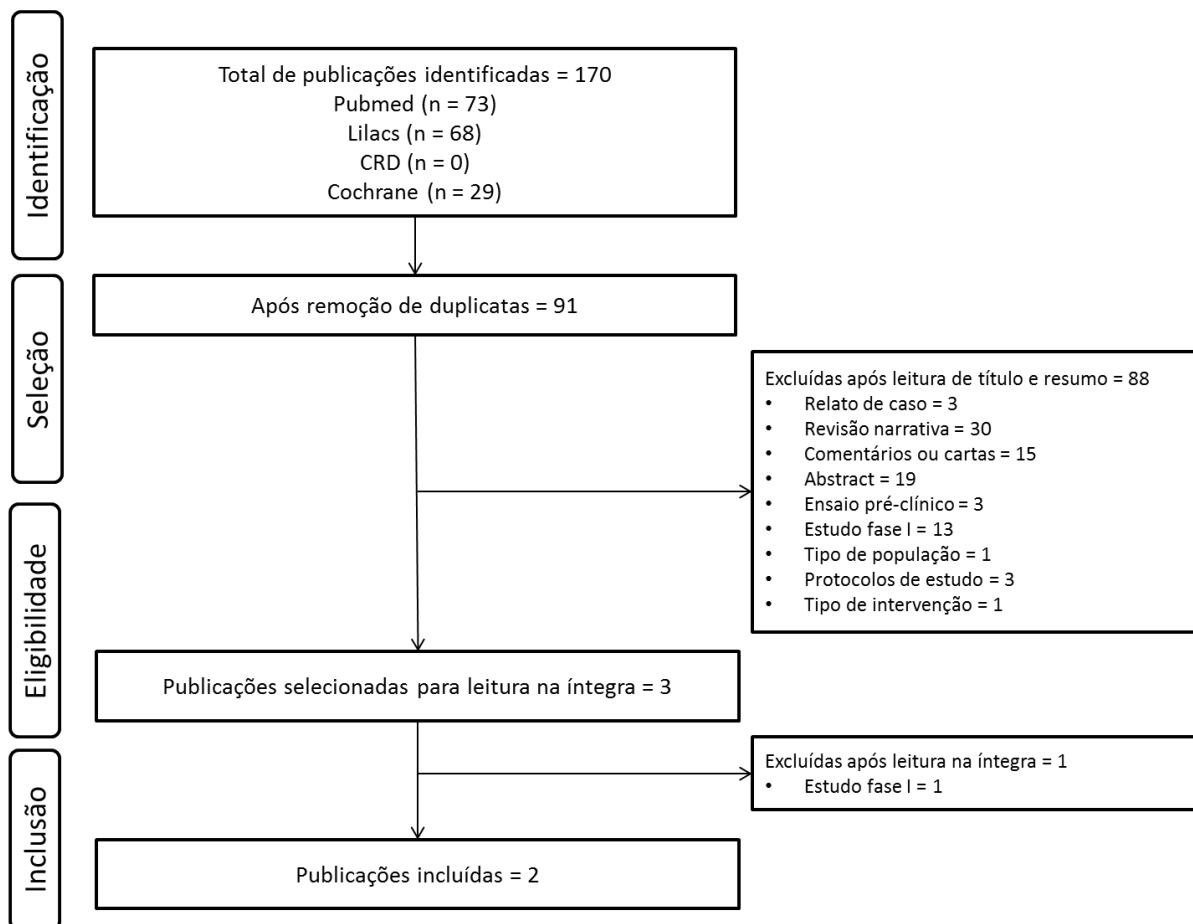 Identificação
Total de publicações identificadas = 170
Pubmed (n = 73)
Lilacs (n = 68)
CRD (n = 0)
Cochrane (n = 29)
Seleção
Após remoção de duplicatas = 91
Excluídas após leitura de título e resumo = 88
• Relato de caso = 3
• Revisão narrativa = 30
• Comentários ou cartas = 15
• Abstract = 19
• Ensaio pré-clínico = 3
• Estudo fase I = 13
• Tipo de população = 1
• Protocolos de estudo = 3
• Tipo de intervenção = 1
Eligibilidade
Publicações selecionadas para leitura na íntegra = 3
Excluídas após leitura na íntegra = 1
• Estudo fase I = 1
Inclusão
Publicações incluídas = 2